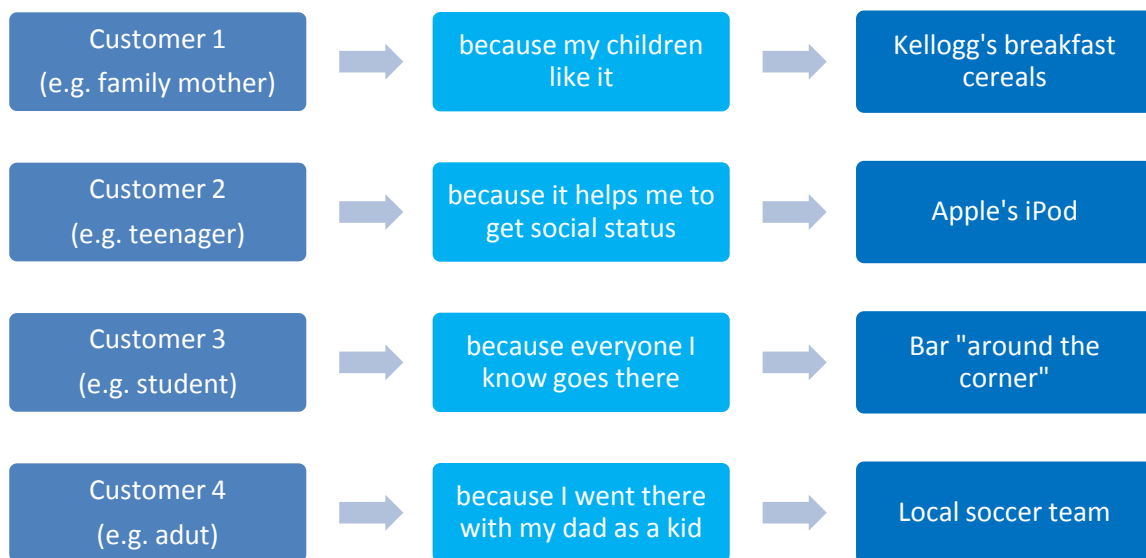 Customer 1
(e.g. family mother)
because my children
like it
Kellogg's breakfast
cereals
Customer 2
(e.g. teenager)
because it helps me to
get social status
Apple's iPod
Customer 3
(e.g. student)
because everyone I
know goes there
Bar "around the
corner"
Customer 4
(e.g. adut)
because I went there
with my dad as a kid
Local soccer team